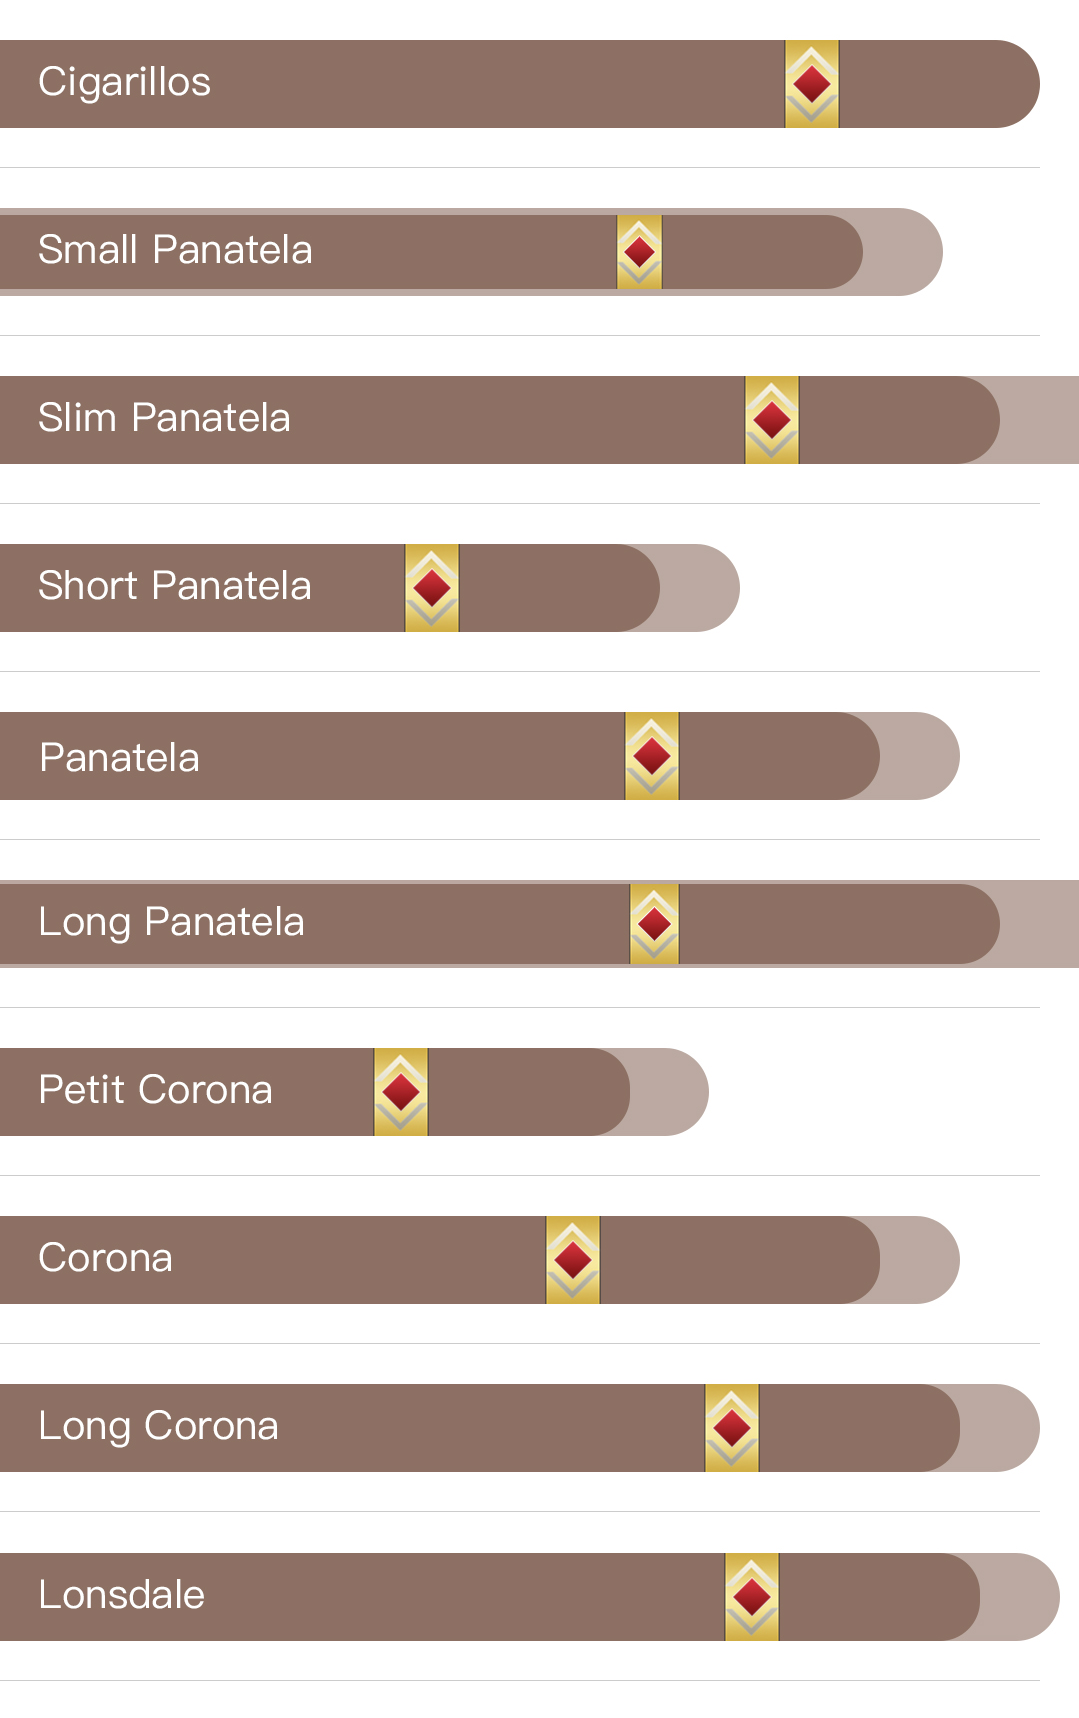 Cigarillos
Small Panatela
Slim Panatela
Short Panatela
Panatela
Long Panatela
Petit Corona
Corona
Long Corona
Lonsdale